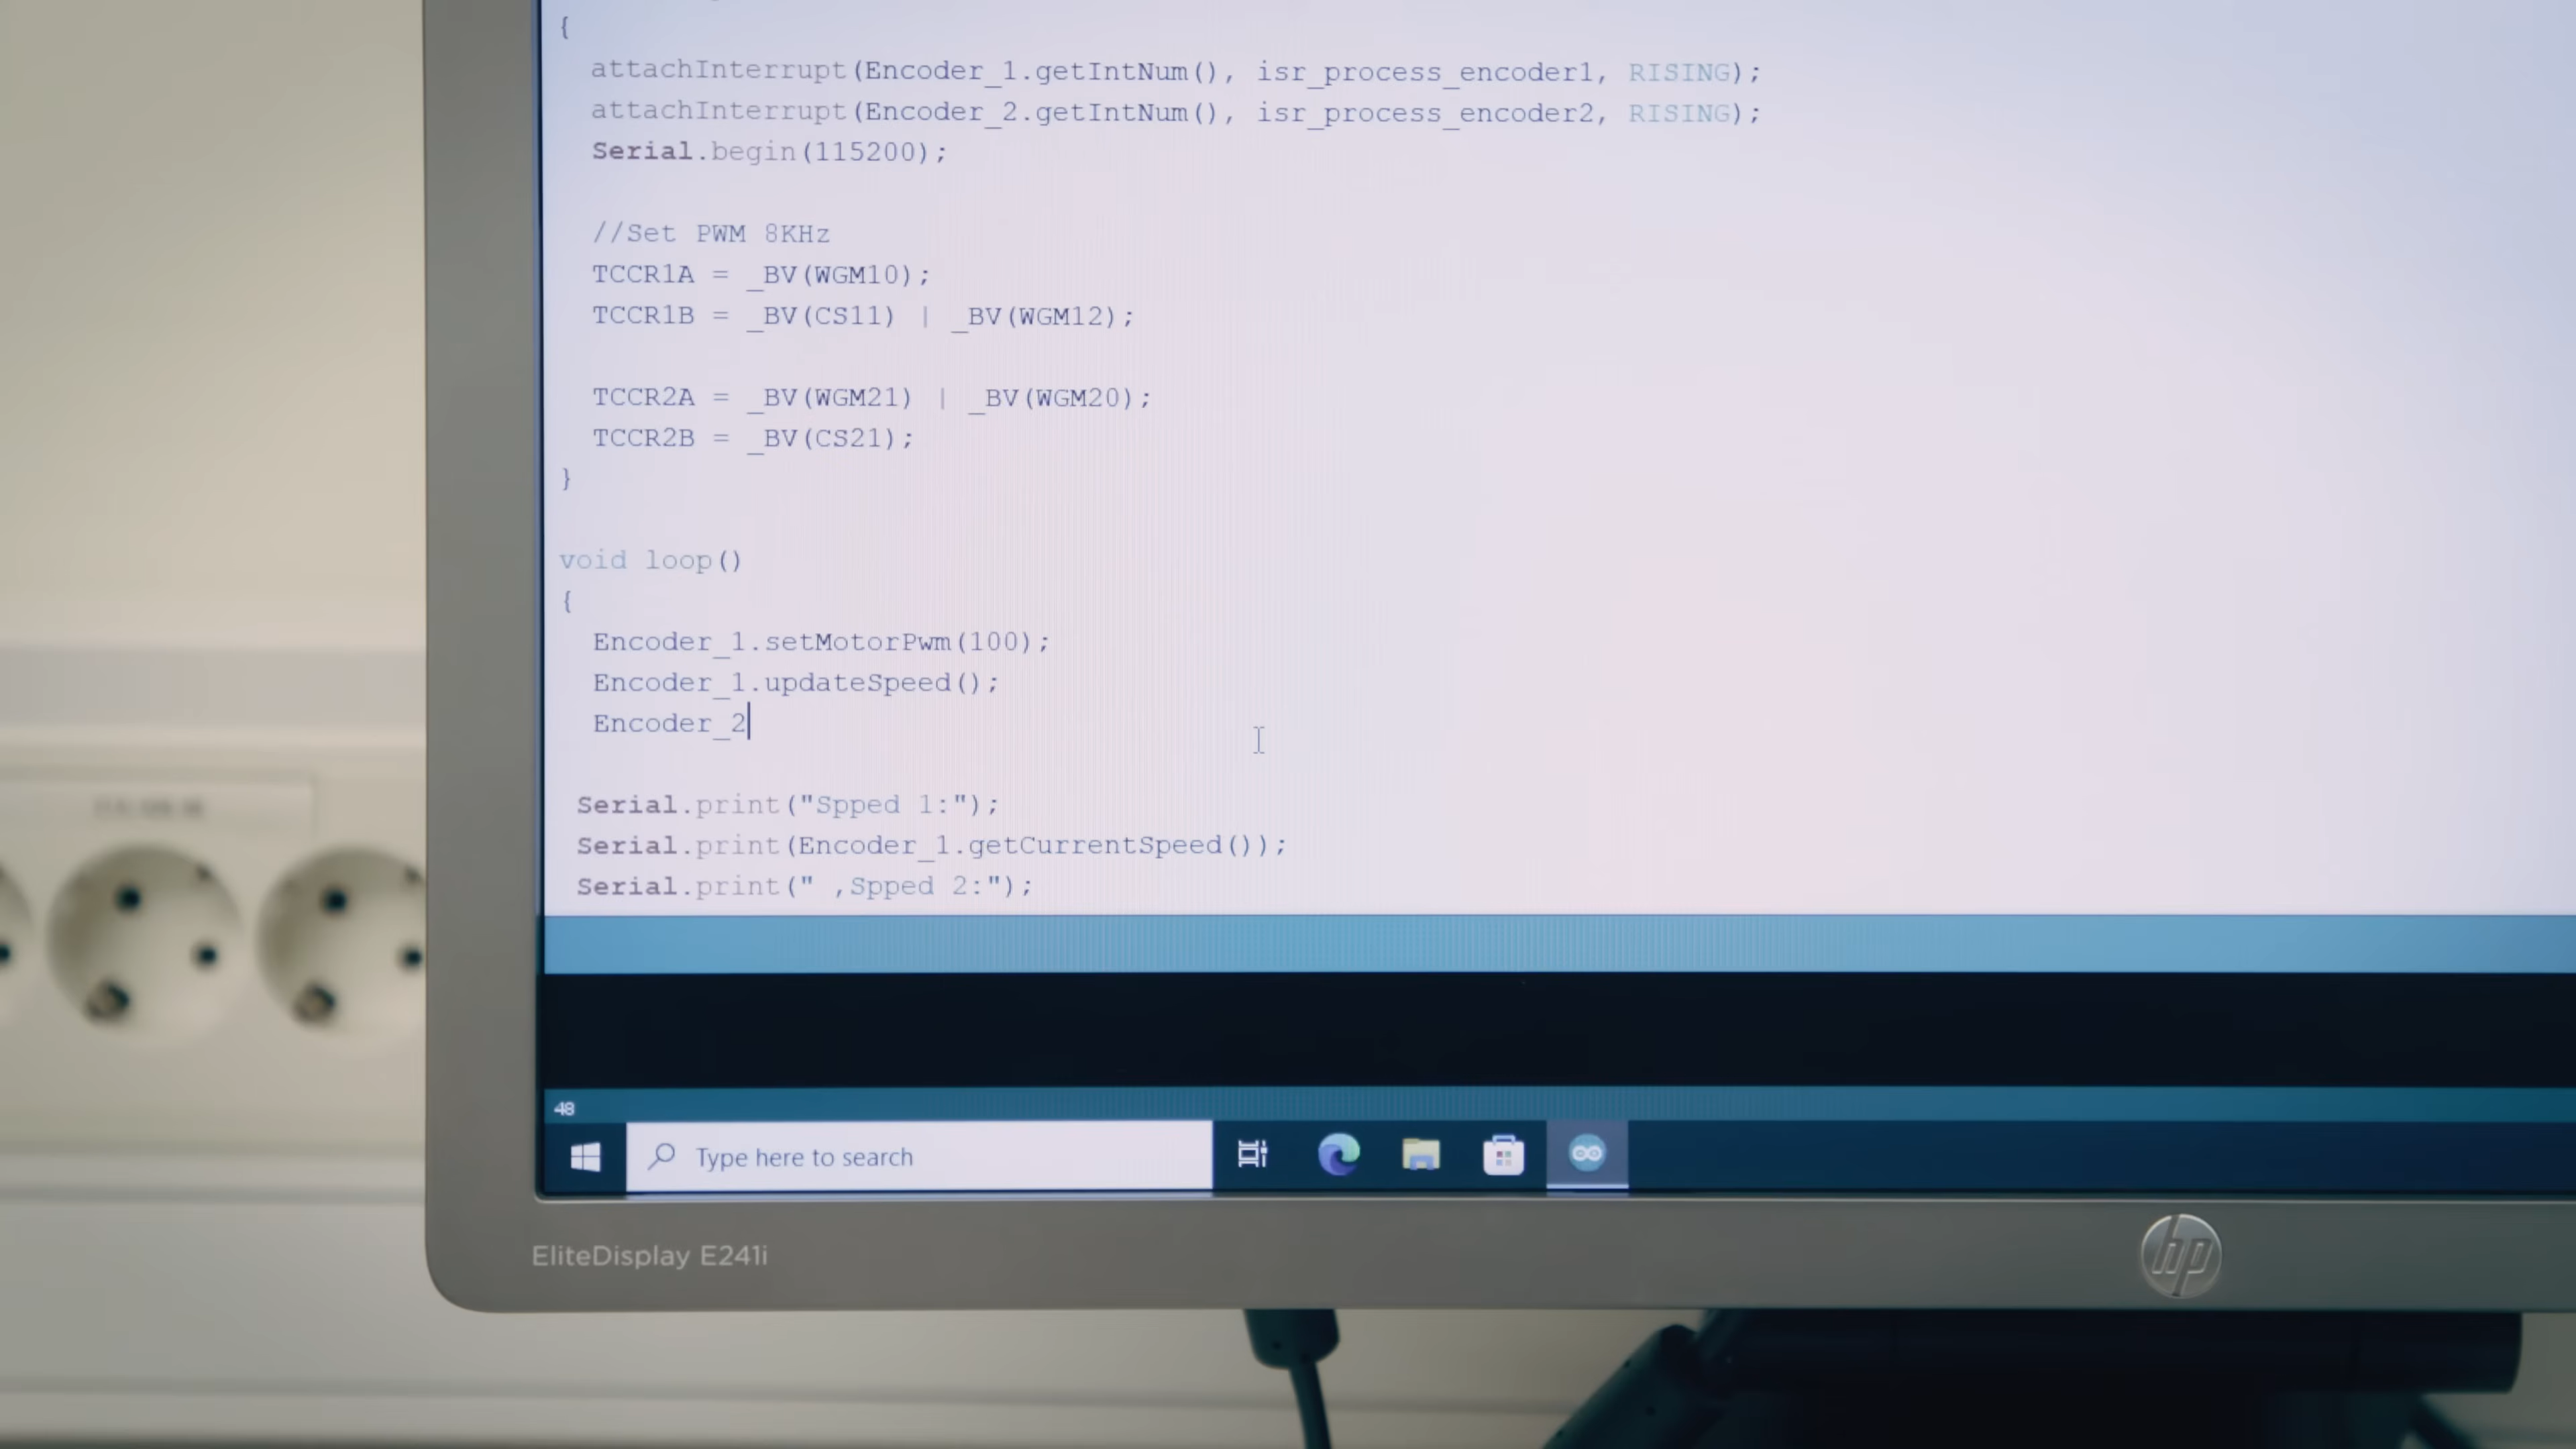 {
attachInterrupt(Encoder_1.getIntNum(), isr_process_encoder1, RISING);
attachInterrupt(Encoder_2.getIntNum(), isr_process_encoder2, RISING);
Serial.begin(115200);
//Set PWM 8KHz
TCCR1A = _BV(WGM10);
TCCR1B = _BV(CS11) | _BV(WGM12);
TCCR2A = _BV(WGM21) | _BV(WGM20);
TCCR2B = _BV(CS21);
}
void loop()
{
Encoder_1.setMotorPwm(100);
Encoder_1.updateSpeed();
Encoder_2
Serial.print("Spped 1:");
Serial.print(Encoder_1.getCurrentSpeed());
Serial.print(" ,Spped 2:");
48
Type here to search
EliteDisplay E241i
hp